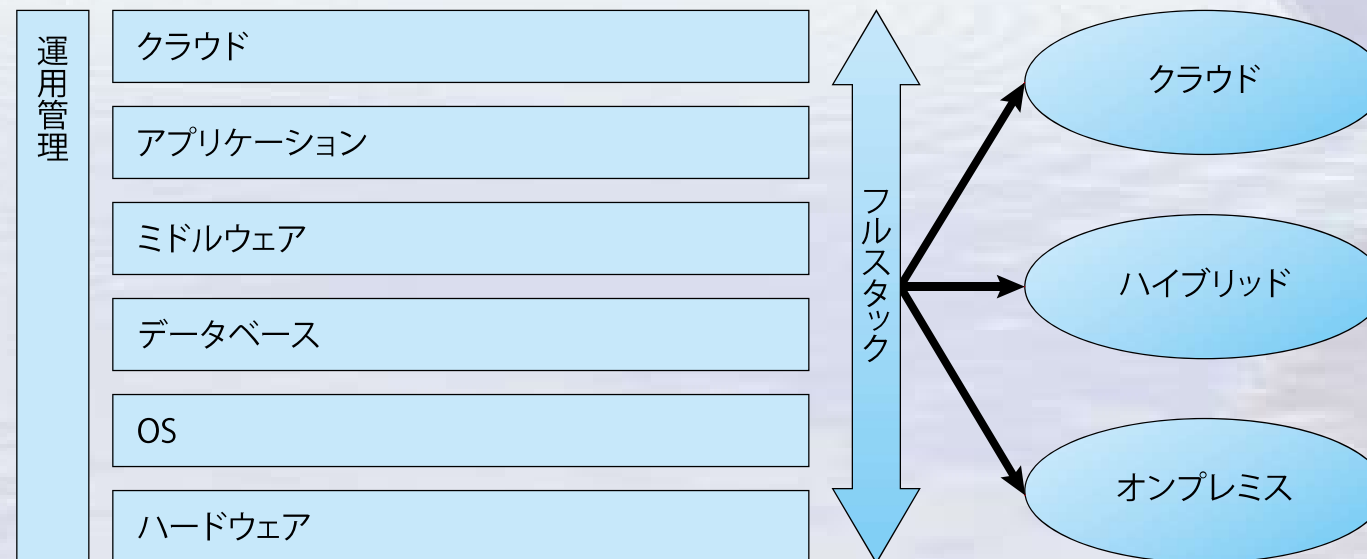 運用管理
クラウド
アプリケーション
ミドルウェア
データベース
OS
ハードウェア
フルスタック
クラウド
ハイブリッド
オンプレミス